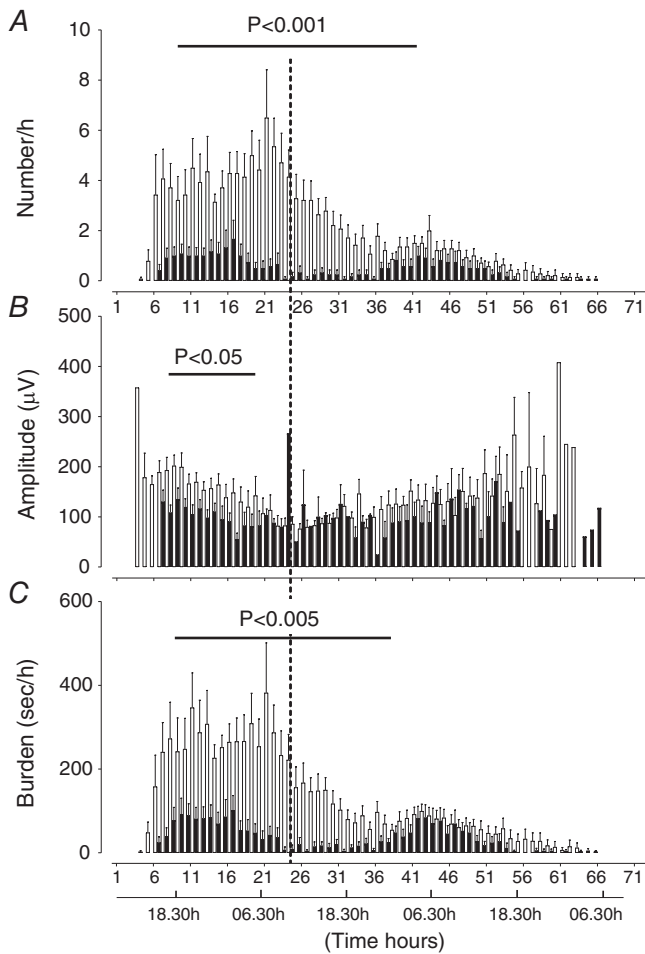 A
P<0.001
10
8
6
4
2
0
Number/h
1 6 11 16 21 26 31 36 41 46 51 56 61 66 71
B
500
400
300
200
100
0
P<0.05
Amplitude (μV)
C
600
400
200
0
P<0.005
Burden (sec/h)
1 6 11 16 21 26 31 36 41 46 51 56 61 66 71
18.30h 06.30h 18.30h 06.30h 18.30h 06.30h
(Time hours)